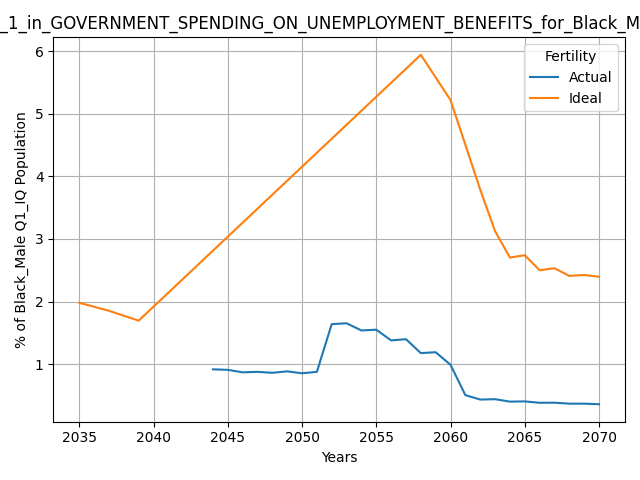 _1_in_GOVERNMENT_SPENDING_ON_UNEMPLOYMENT_BENEFITS_for_Black_M
Fertility
Actual
Ideal
% of Black_Male Q1_IQ Population
6
5
4
3
2
1
2035 2040 2045 2050 2055 2060 2065 2070
Years